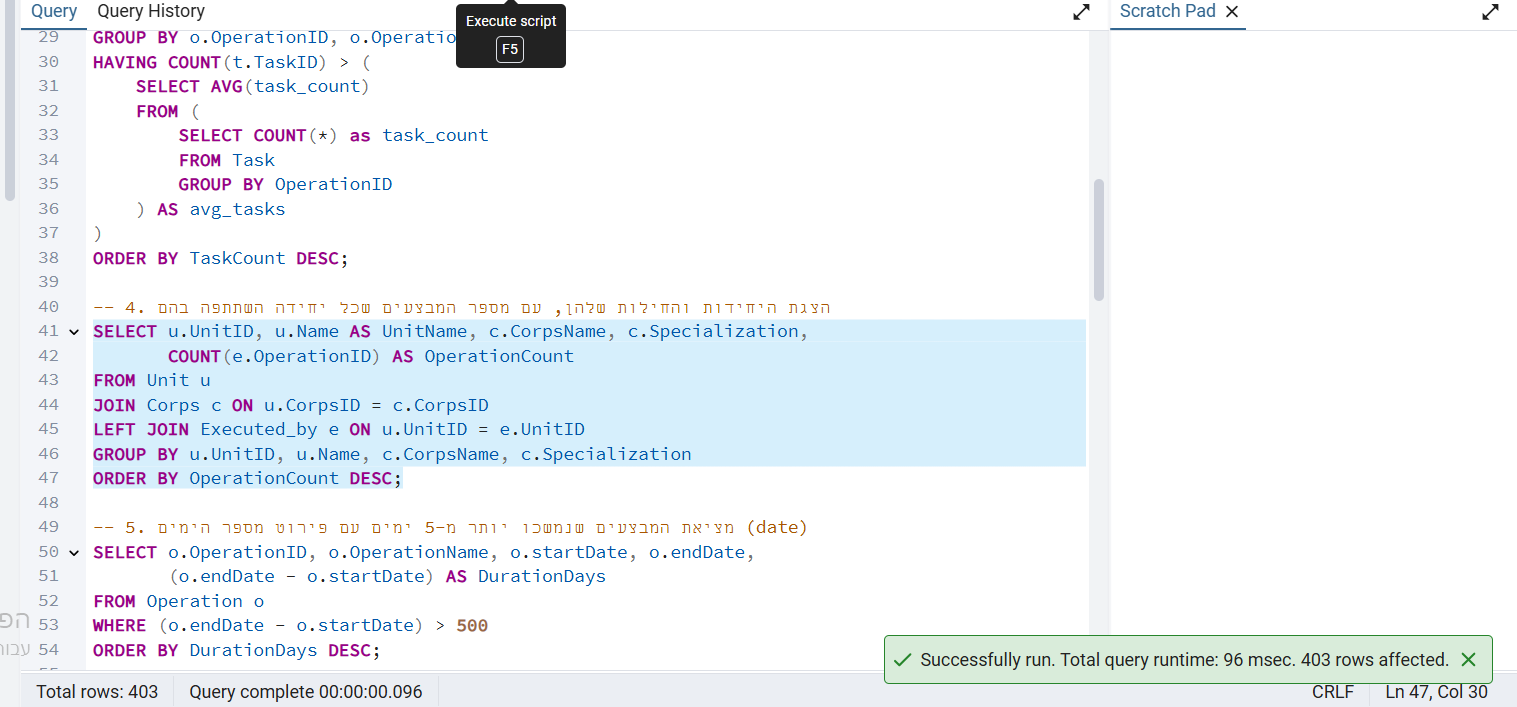 Query Query History Scratch Pad
Execute script
F5
29 GROUP BY o.OperationID, o.Operatio
30 HAVING COUNT(t.TaskID) > (
31 SELECT AVG(task_count)
32 FROM (
33 SELECT COUNT(*) as task_count
34 FROM Task
35 GROUP BY OperationID
36 ) AS avg_tasks
37 )
38 ORDER BY TaskCount DESC;
39
40 -- 4. הצגת היחידות והחילות שלהן, עם מספר המבצעים שכל יחידה השתתפה בהם
41 SELECT u.UnitID, u.Name AS UnitName, c.CorpsName, c.Specialization,
42 COUNT(e.OperationID) AS OperationCount
43 FROM Unit u
44 JOIN Corps c ON u.CorpsID = c.CorpsID
45 LEFT JOIN Executed_by e ON u.UnitID = e.UnitID
46 GROUP BY u.UnitID, u.Name, c.CorpsName, c.Specialization
47 ORDER BY OperationCount DESC;
48
49 -- 5. מציאת המבצעים שנמשכו יותר מ-5 ימים עם פירוט מספר הימים (date)
50 SELECT o.OperationID, o.OperationName, o.startDate, o.endDate,
51 (o.endDate - o.startDate) AS DurationDays
52 FROM Operation o
53 WHERE (o.endDate - o.startDate) > 500
54 ORDER BY DurationDays DESC;
Successfully run. Total query runtime: 96 msec. 403 rows affected.
Total rows: 403 Query complete 00:00:00.096 CRLF Ln 47, Col 30